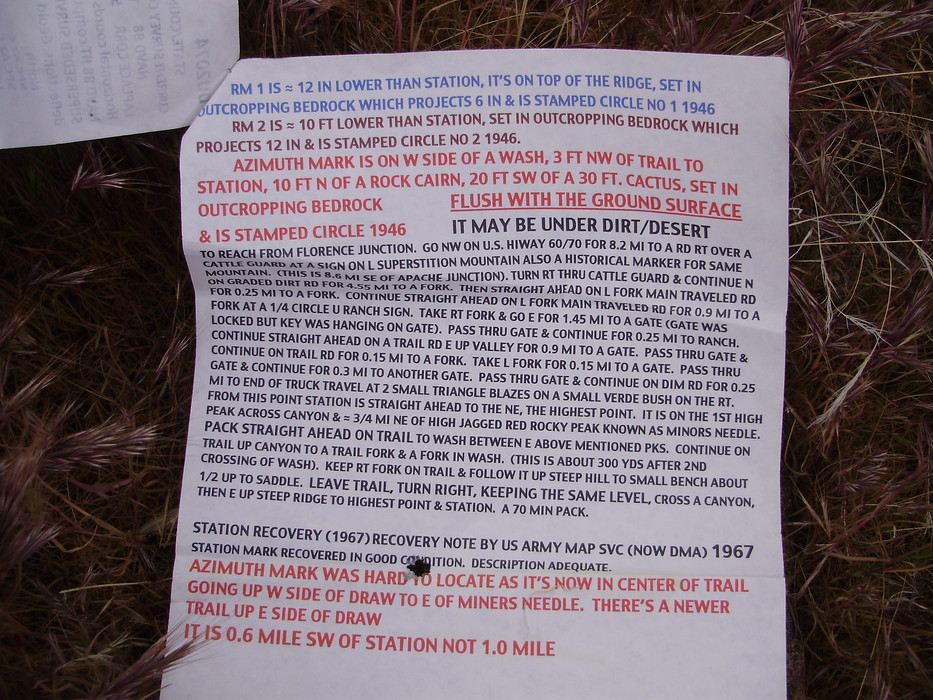 RM 1 IS ≈ 12 IN LOWER THAN STATION, IT'S ON TOP OF THE RIDGE, SET IN
OUTCROPPING BEDROCK WHICH PROJECTS 6 IN & IS STAMPED CIRCLE NO 1 1946
RM 2 IS ≈ 10 FT LOWER THAN STATION, SET IN OUTCROPPING BEDROCK WHICH
PROJECTS 12 IN & IS STAMPED CIRCLE NO 2 1946.
AZIMUTH MARK IS ON W SIDE OF A WASH, 3 FT NW OF TRAIL TO
STATION, 10 FT N OF A ROCK CAIRN, 20 FT SW OF A 30 FT. CACTUS, SET IN
OUTCROPPING BEDROCK FLUSH WITH THE GROUND SURFACE
& IS STAMPED CIRCLE 1946 IT MAY BE UNDER DIRT/DESERT
TO REACH FROM FLORENCE JUNCTION. GO NW ON U.S. HIWAY 60/70 FOR 8.2 MI TO A RD RT OVER A
CATTLE GUARD AT A SIGN ON L SUPERSTITION MOUNTAIN ALSO A HISTORICAL MARKER FOR SAME
MOUNTAIN. (THIS IS 8.6 MI SE OF APACHE JUNCTION). TURN RT THRU CATTLE GUARD & CONTINUE N
ON GRADED DIRT RD FOR 4.55 MI TO A FORK. THEN STRAIGHT AHEAD ON L FORK MAIN TRAVELED RD
FOR 0.25 MI TO A FORK. CONTINUE STRAIGHT AHEAD ON L FORK MAIN TRAVELED RD FOR 0.9 MI TO A
FORK AT A 1/4 CIRCLE U RANCH SIGN. TAKE RT FORK & GO E FOR 1.45 MI TO A GATE (GATE WAS
LOCKED BUT KEY WAS HANGING ON GATE). PASS THRU GATE & CONTINUE FOR 0.25 MI TO RANCH.
CONTINUE STRAIGHT AHEAD ON A TRAIL RD E UP VALLEY FOR 0.9 MI TO A GATE. PASS THRU GATE &
CONTINUE ON TRAIL RD FOR 0.15 MI TO A FORK. TAKE L FORK FOR 0.15 MI TO A GATE. PASS THRU
GATE & CONTINUE FOR 0.3 MI TO ANOTHER GATE. PASS THRU GATE & CONTINUE ON DIM RD FOR 0.25
MI TO END OF TRUCK TRAVEL AT 2 SMALL TRIANGLE BLAZES ON A SMALL VERDE BUSH ON THE RT.
FROM THIS POINT STATION IS STRAIGHT AHEAD TO THE NE, THE HIGHEST POINT. IT IS ON THE 1ST HIGH
PEAK ACROSS CANYON & ≈ 3/4 MI NE OF HIGH JAGGED RED ROCKY PEAK KNOWN AS MINORS NEEDLE.
PACK STRAIGHT AHEAD ON TRAIL TO WASH BETWEEN E ABOVE MENTIONED PKS. CONTINUE ON
TRAIL UP CANYON TO A TRAIL FORK & A FORK IN WASH. (THIS IS ABOUT 300 YDS AFTER 2ND
CROSSING OF WASH). KEEP RT FORK ON TRAIL & FOLLOW IT UP STEEP HILL TO SMALL BENCH ABOUT
1/2 UP TO SADDLE. LEAVE TRAIL, TURN RIGHT, KEEPING THE SAME LEVEL, CROSS A CANYON,
THEN E UP STEEP RIDGE TO HIGHEST POINT & STATION. A 70 MIN PACK.
STATION RECOVERY (1967) RECOVERY NOTE BY US ARMY MAP SVC (NOW DMA) 1967
STATION MARK RECOVERED IN GOOD CONDITION. DESCRIPTION ADEQUATE.
AZIMUTH MARK WAS HARD TO LOCATE AS IT'S NOW IN CENTER OF TRAIL
GOING UP W SIDE OF DRAW TO E OF MINERS NEEDLE. THERE'S A NEWER
TRAIL UP E SIDE OF DRAW
IT IS 0.6 MILE SW OF STATION NOT 1.0 MILE